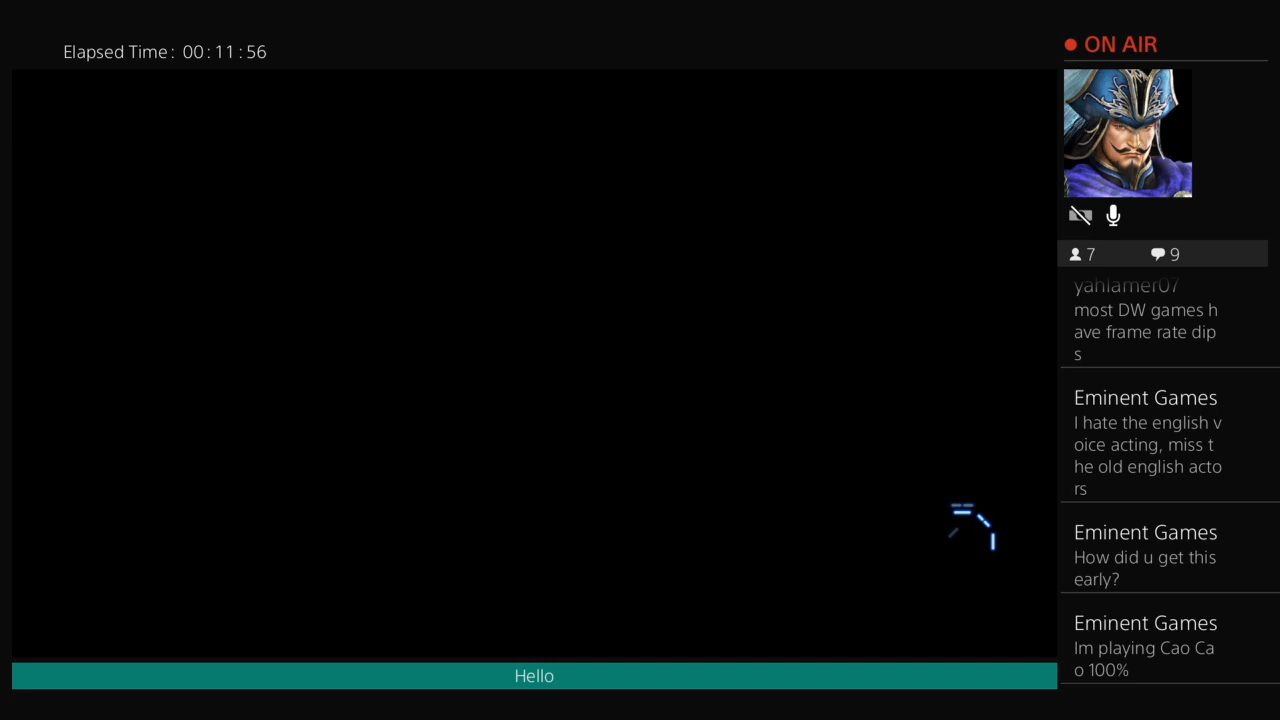 Elapsed Time: 00:11:56
ON AIR
7 9
yahlamer07
most DW games h
ave frame rate dip
s
Eminent Games
I hate the english v
oice acting, miss t
he old english acto
rs
Eminent Games
How did u get this
early?
Eminent Games
Im playing Cao Ca
o 100%
Hello